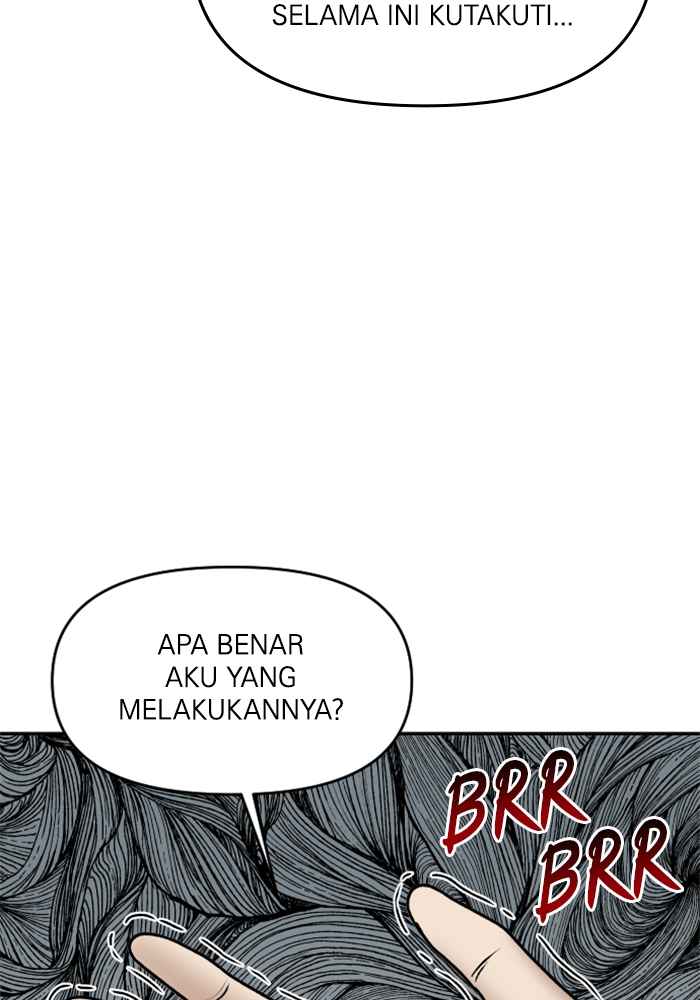 SELAMA INI KUTAKUTI...
APA BENAR
AKU YANG
MELAKUKANNYA?
BRR
BRR